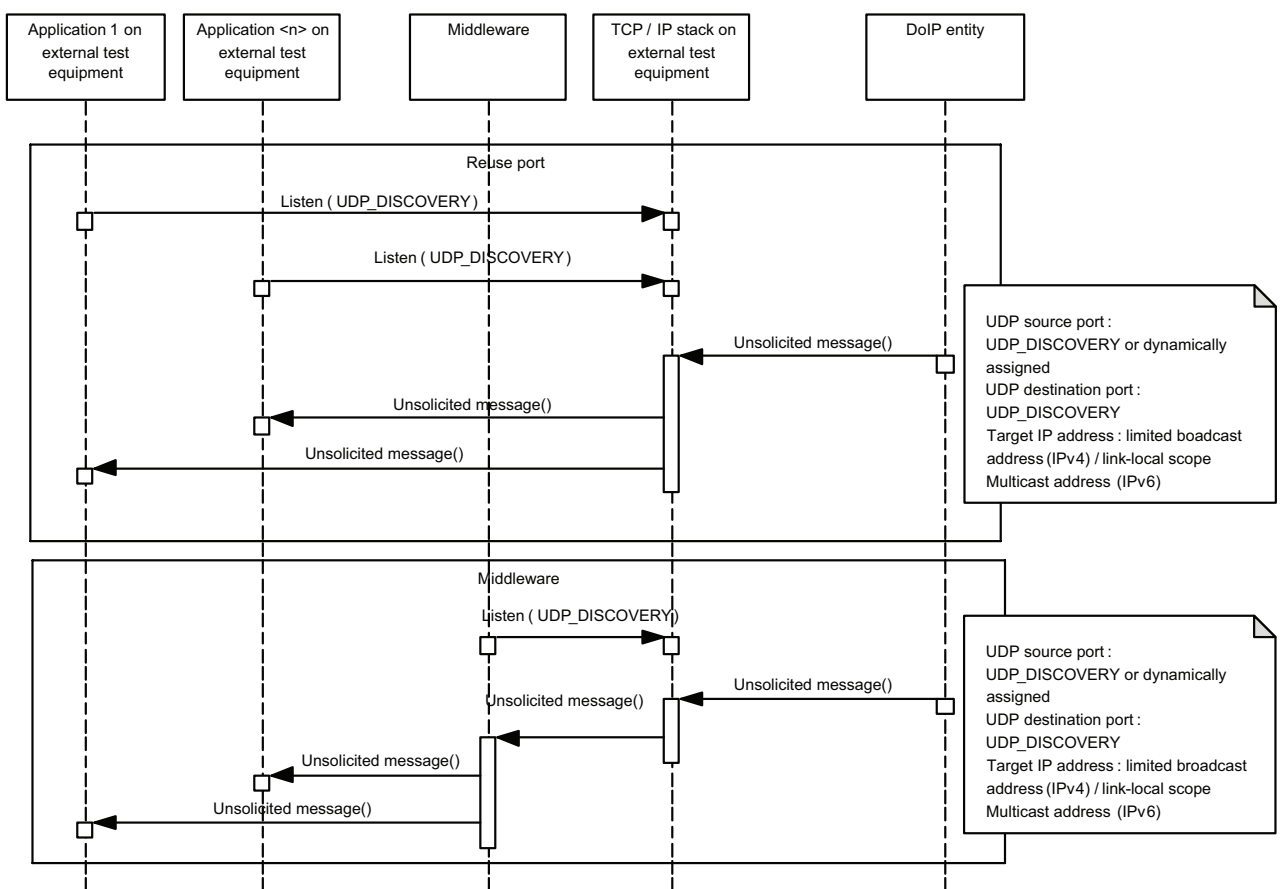 Application 1 on
external test
equipment
Application <n> on
external test
equipment
Middleware
TCP / IP stack on
external test
equipment
DoIP entity
Reuse port
Listen ( UDP_DISCOVERY )
Listen ( UDP_DISCOVERY )
Unsolicited message()
Unsolicited message()
Unsolicited message()
UDP source port :
UDP_DISCOVERY or dynamically
assigned
UDP destination port :
UDP_DISCOVERY
Target IP address : limited boadcast
address (IPv4) / link-local scope
Multicast address (IPv6)
Middleware
Listen ( UDP_DISCOVERY)
Unsolicited message()
Unsolicited message()
Unsolicited message()
Unsolicited message()
UDP source port :
UDP_DISCOVERY or dynamically
assigned
UDP destination port :
UDP_DISCOVERY
Target IP address : limited broadcast
address (IPv4) / link-local scope
Multicast address (IPv6)